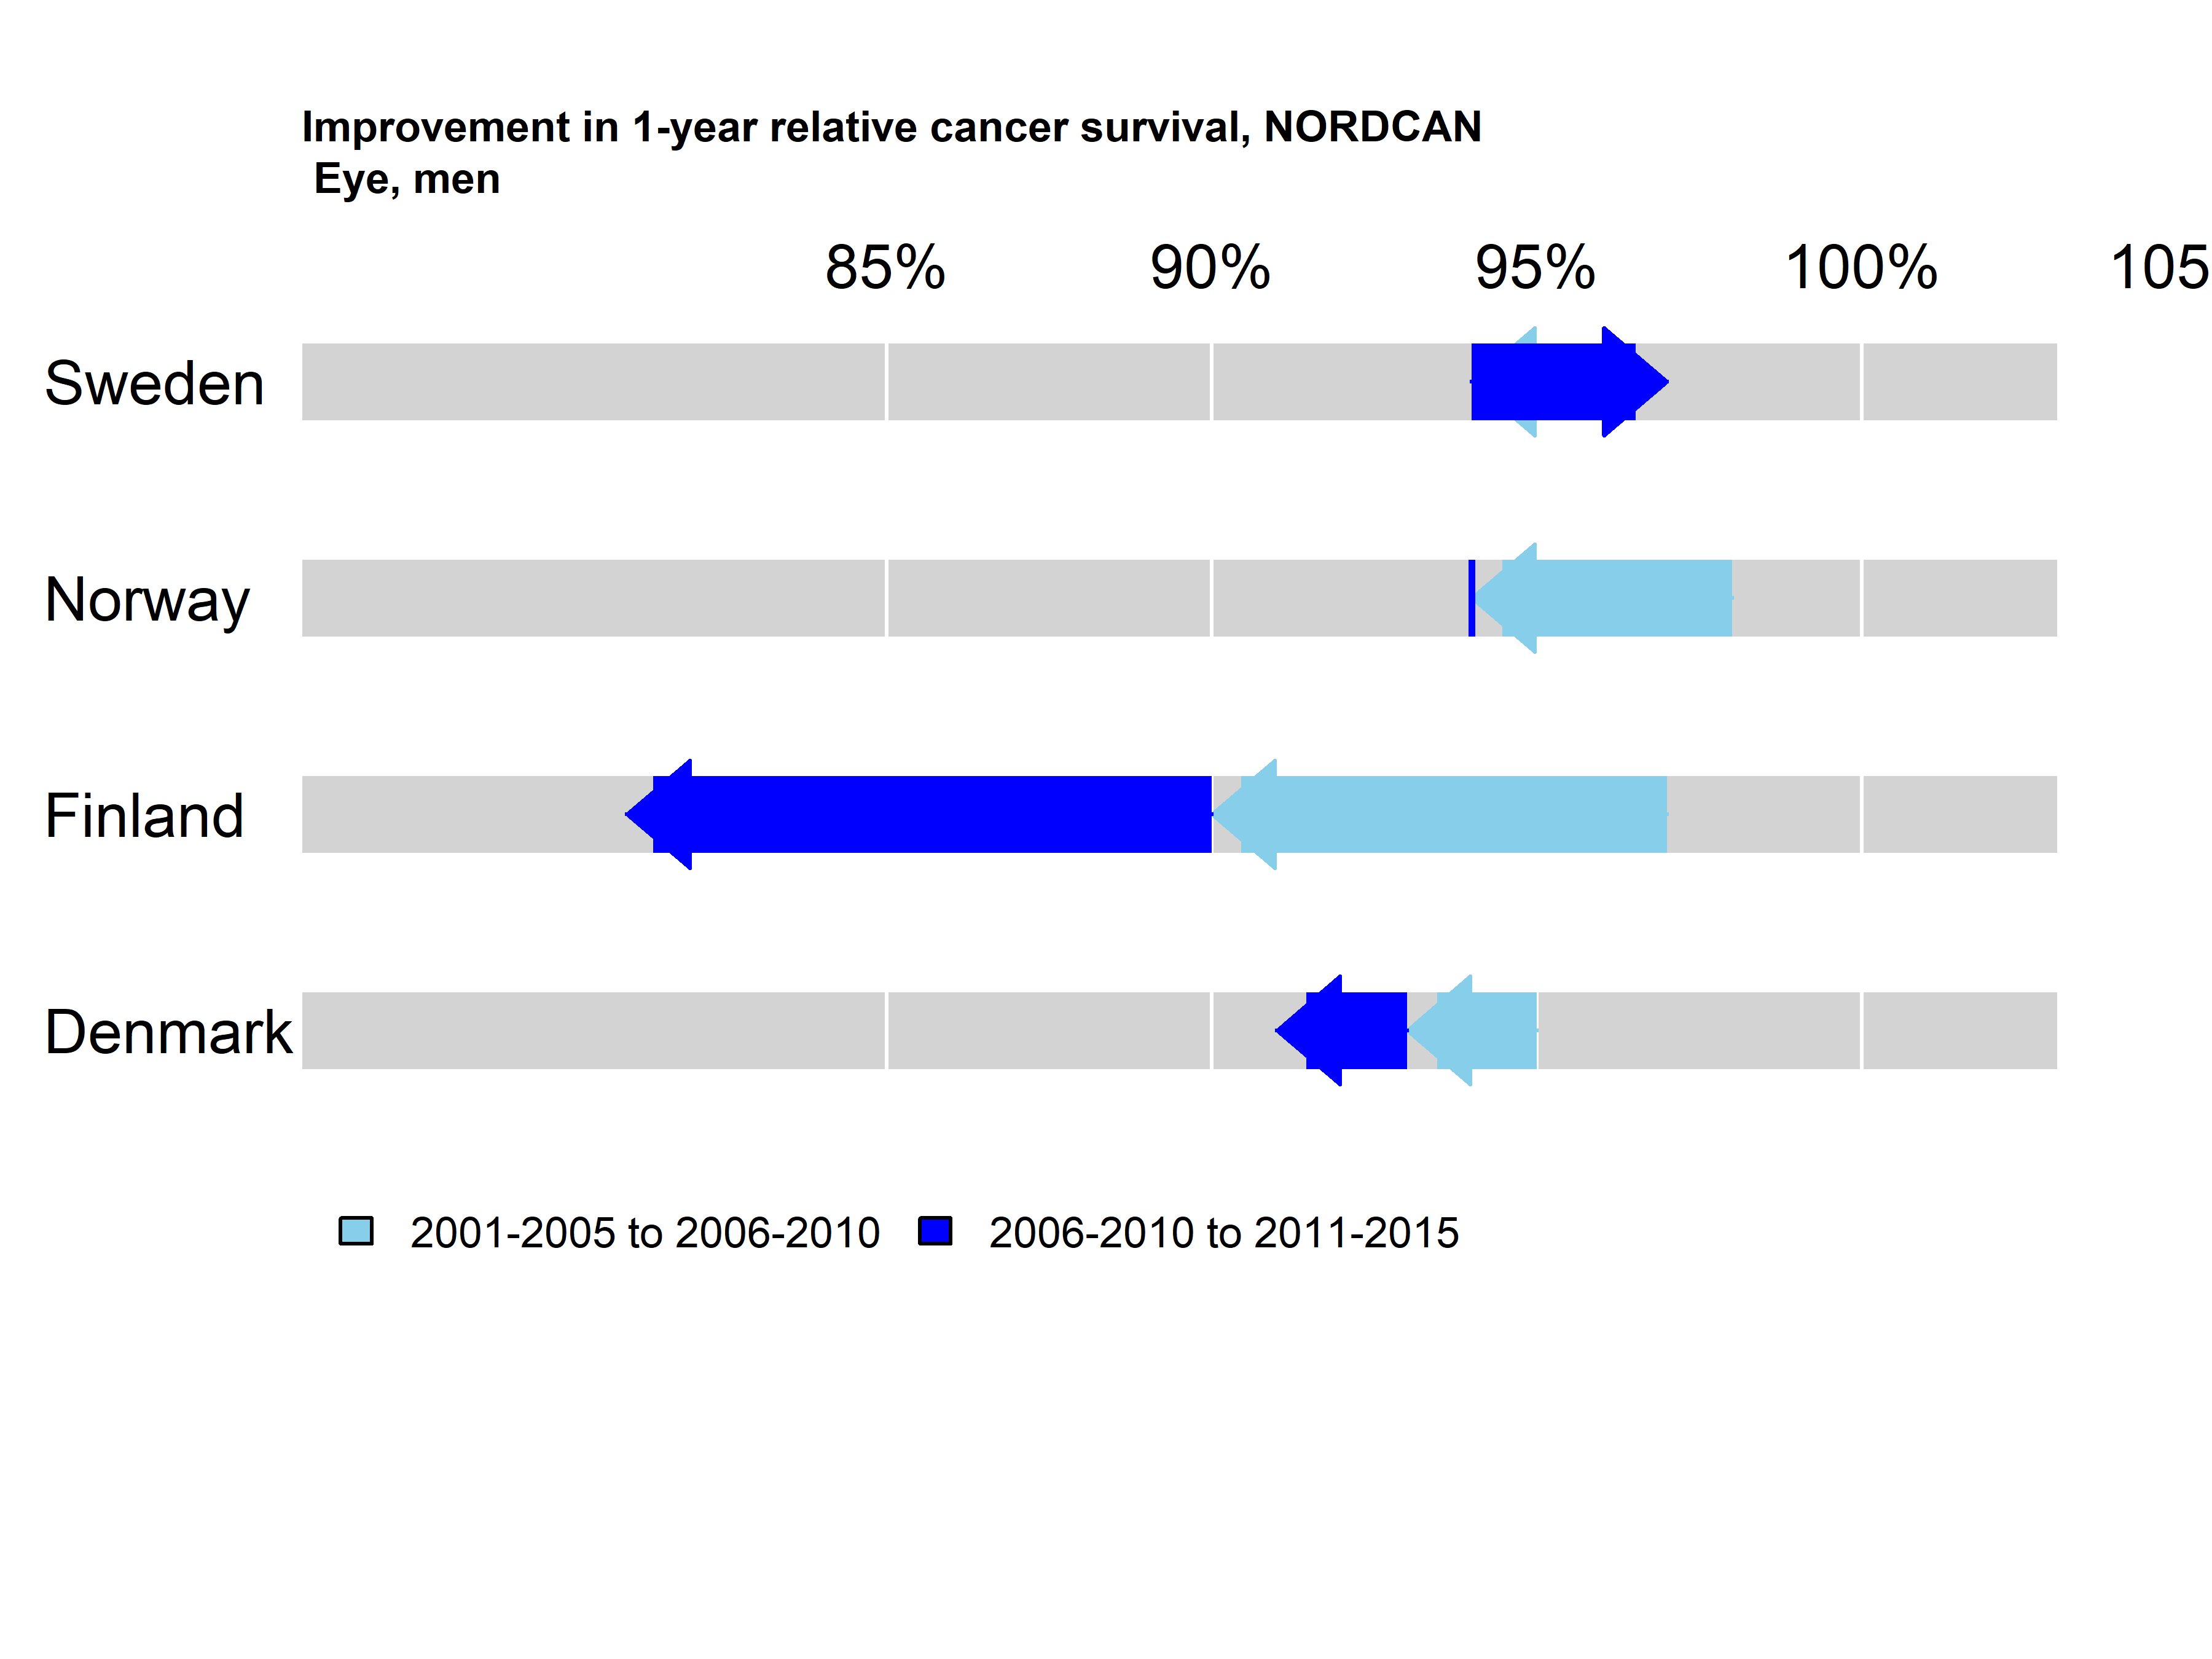 Improvement in 1-year relative cancer survival, NORDCAN
Eye, men
85% 90% 95% 100% 105
Sweden
Norway
Finland
Denmark
2001-2005 to 2006-2010 2006-2010 to 2011-2015